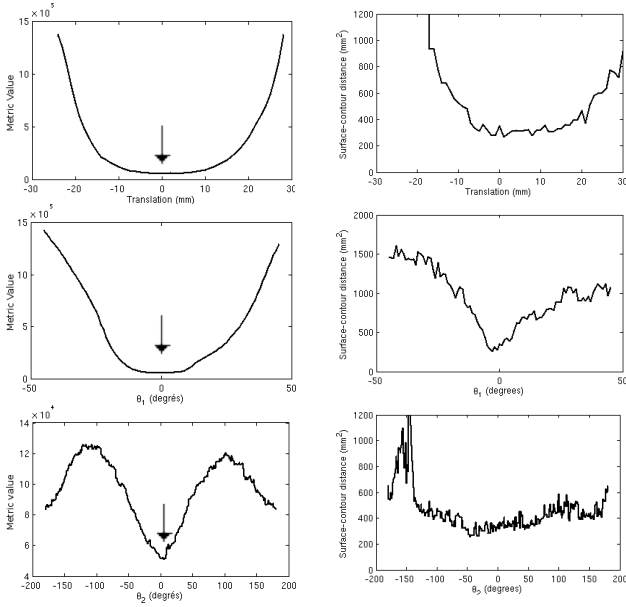 15 × 10⁵
Metric Value
10
5
0
−30 −20 −10 0 10 20 30
Translation (mm)
Surface-contour distance (mm²)
1200
1000
800
600
400
200
0
−30 −20 −10 0 10 20 30
Translation (mm)
15 × 10⁵
Metric Value
10
5
0
−50 0 50
θ₁ (degrés)
Surface-contour distance (mm²)
2000
1500
1000
500
0
−50 0 50
θ₁ (degrees)
14 × 10⁴
Metric value
12
10
8
6
4
−200 −150 −100 −50 0 50 100 150 200
θ₂ (degrés)
Surface-contour distance (mm²)
1200
1000
800
600
400
200
0
−200 −150 −100 −50 0 50 100 150 200
θ₂ (degrees)